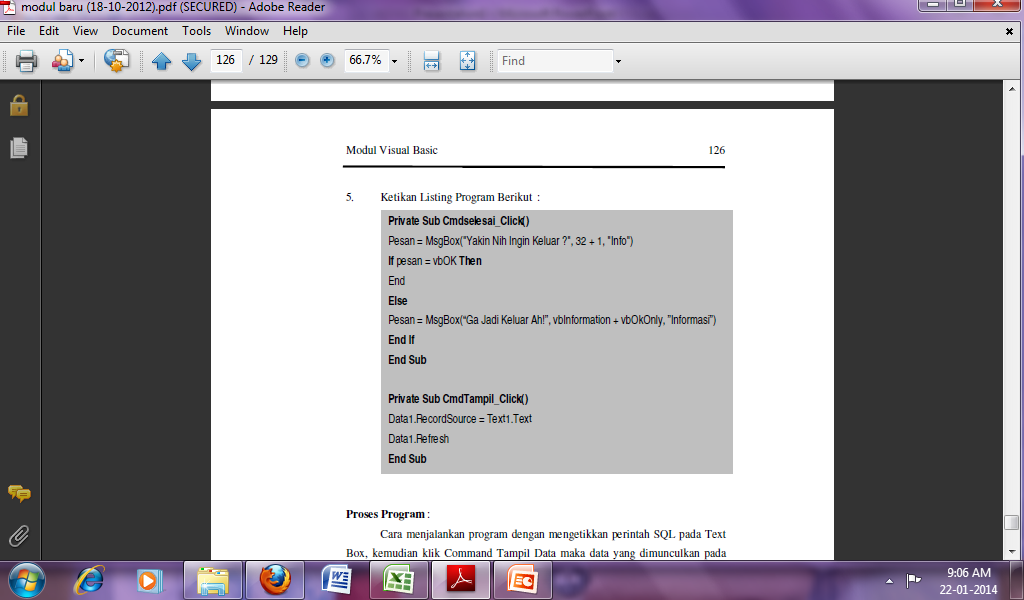 modul baru (18-10-2012).pdf (SECURED) - Adobe Reader
File Edit View Document Tools Window Help
126 / 129 66.7% Find
Modul Visual Basic 126
5. Ketikan Listing Program Berikut :
Private Sub Cmdselesai_Click()
Pesan = MsgBox("Yakin Nih Ingin Keluar ?", 32 + 1, "Info")
If pesan = vbOK Then
End
Else
Pesan = MsgBox(“Ga Jadi Keluar Ah!”, vbInformation + vbOkOnly, ”Informasi”)
End If
End Sub
Private Sub CmdTampil_Click()
Data1.RecordSource = Text1.Text
Data1.Refresh
End Sub
Proses Program :
Cara menjalankan program dengan mengetikkan perintah SQL pada Text
Box, kemudian klik Command Tampil Data maka data yang dimunculkan pada
9:06 AM
22-01-2014